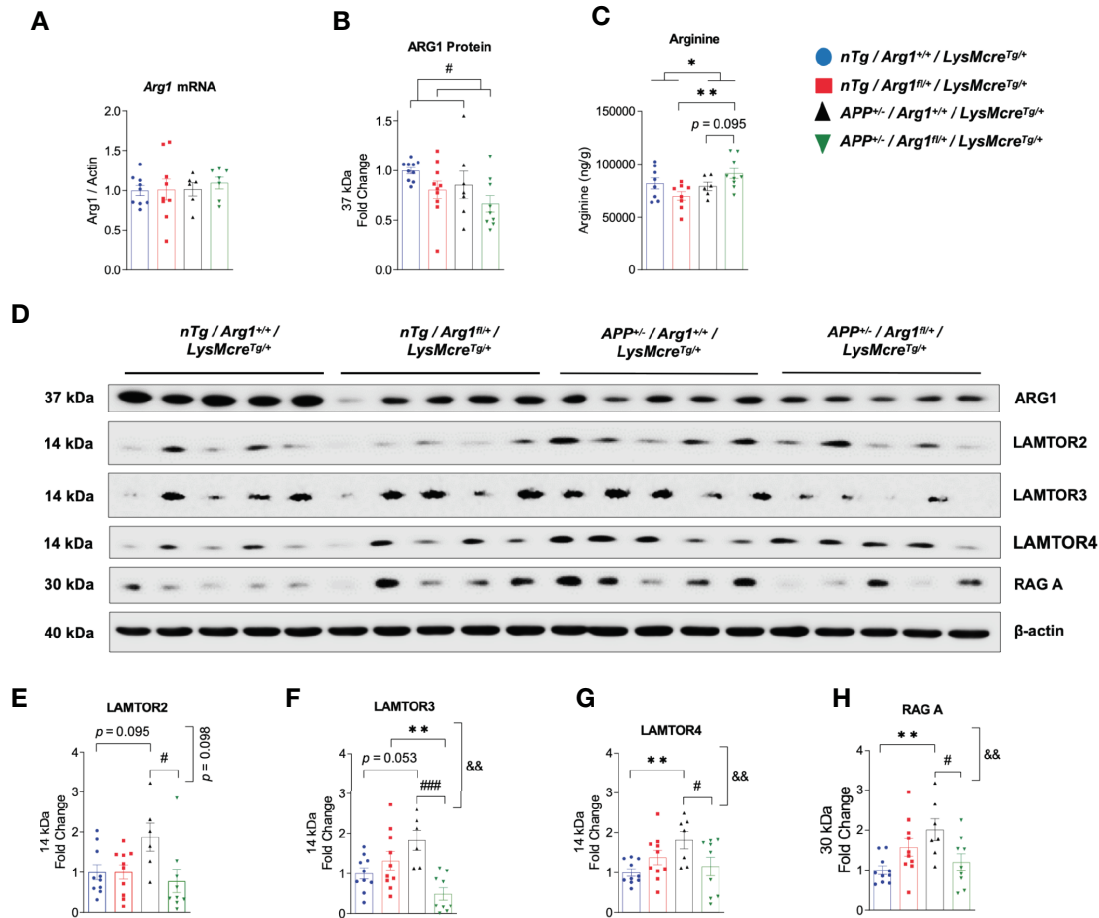 A
Arg1 mRNA
Arg1 / Actin
2.0
1.5
1.0
0.5
0.0
B
ARG1 Protein
#
37 kDa
Fold Change
1.5
1.0
0.5
0.0
C
Arginine
*
**
p = 0.095
Arginine (ng/g)
150000
100000
50000
0
nTg / Arg1+/+ / LysMcreTg/+
nTg / Arg1fl/+ / LysMcreTg/+
APP+/- / Arg1+/+ / LysMcreTg/+
APP+/- / Arg1fl/+ / LysMcreTg/+
D
nTg / Arg1+/+ /
LysMcreTg/+
nTg / Arg1fl/+ /
LysMcreTg/+
APP+/- / Arg1+/+ /
LysMcreTg/+
APP+/- / Arg1fl/+ /
LysMcreTg/+
37 kDa
ARG1
14 kDa
LAMTOR2
14 kDa
LAMTOR3
14 kDa
LAMTOR4
30 kDa
RAG A
40 kDa
β-actin
E
LAMTOR2
p = 0.095
#
p = 0.098
14 kDa
Fold Change
4
3
2
1
0
F
LAMTOR3
**
p = 0.053
###
&&
14 kDa
Fold Change
4
3
2
1
0
G
LAMTOR4
**
#
&&
14 kDa
Fold Change
4
3
2
1
0
H
RAG A
**
#
&&
30 kDa
Fold Change
4
3
2
1
0